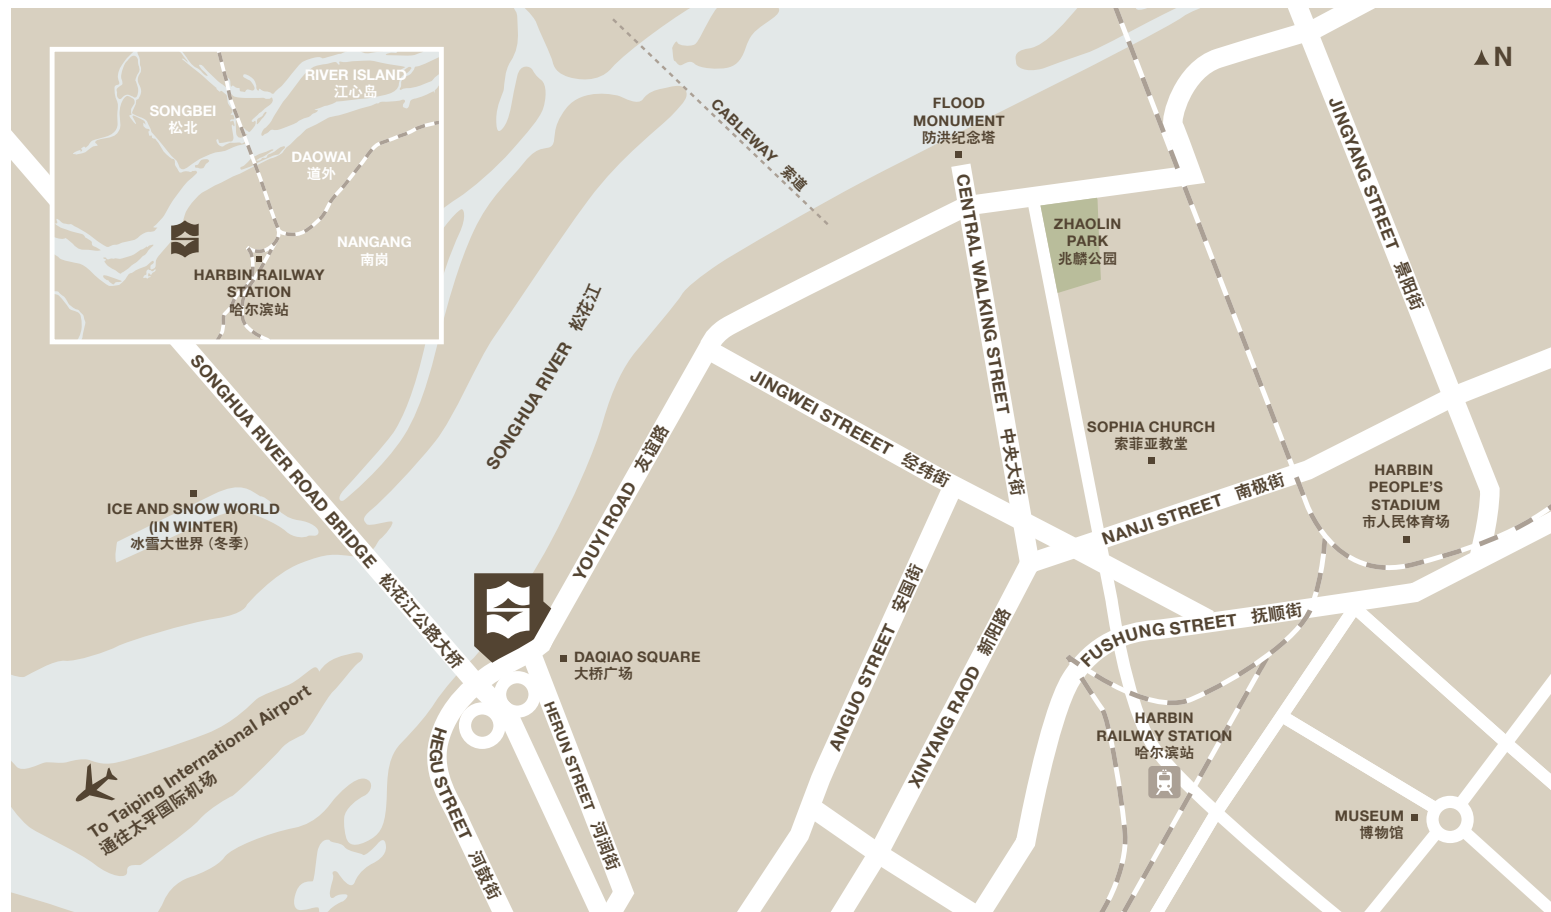 RIVER ISLAND
江心岛
SONGBEI
松北
DAOWAI
道外
NANGANG
南岗
HARBIN RAILWAY
STATION
哈尔滨站
N
CABLEWAY 索道
FLOOD
MONUMENT
防洪纪念塔
JINGYANG STREET 景阳街
CENTRAL WALKING STREET 中央大街
ZHAOLIN
PARK
兆麟公园
SONGHUA RIVER 松花江
SONGHUA RIVER ROAD BRIDGE 松花江公路大桥
YOUYI ROAD 友谊路
JINGWEI STREEET 经纬街
SOPHIA CHURCH
索菲亚教堂
NANJI STREET 南极街
HARBIN
PEOPLE'S
STADIUM
市人民体育场
ICE AND SNOW WORLD
(IN WINTER)
冰雪大世界（冬季）
DAQIAO SQUARE
大桥广场
ANGUO STREET 安国街
XINYANG RAOD 新阳路
FUSHUNG STREET 抚顺街
HARBIN
RAILWAY STATION
哈尔滨站
To Taiping International Airport
通往太平国际机场
HEGU STREET 河鼓街
HERUN STREET 河润街
MUSEUM
博物馆